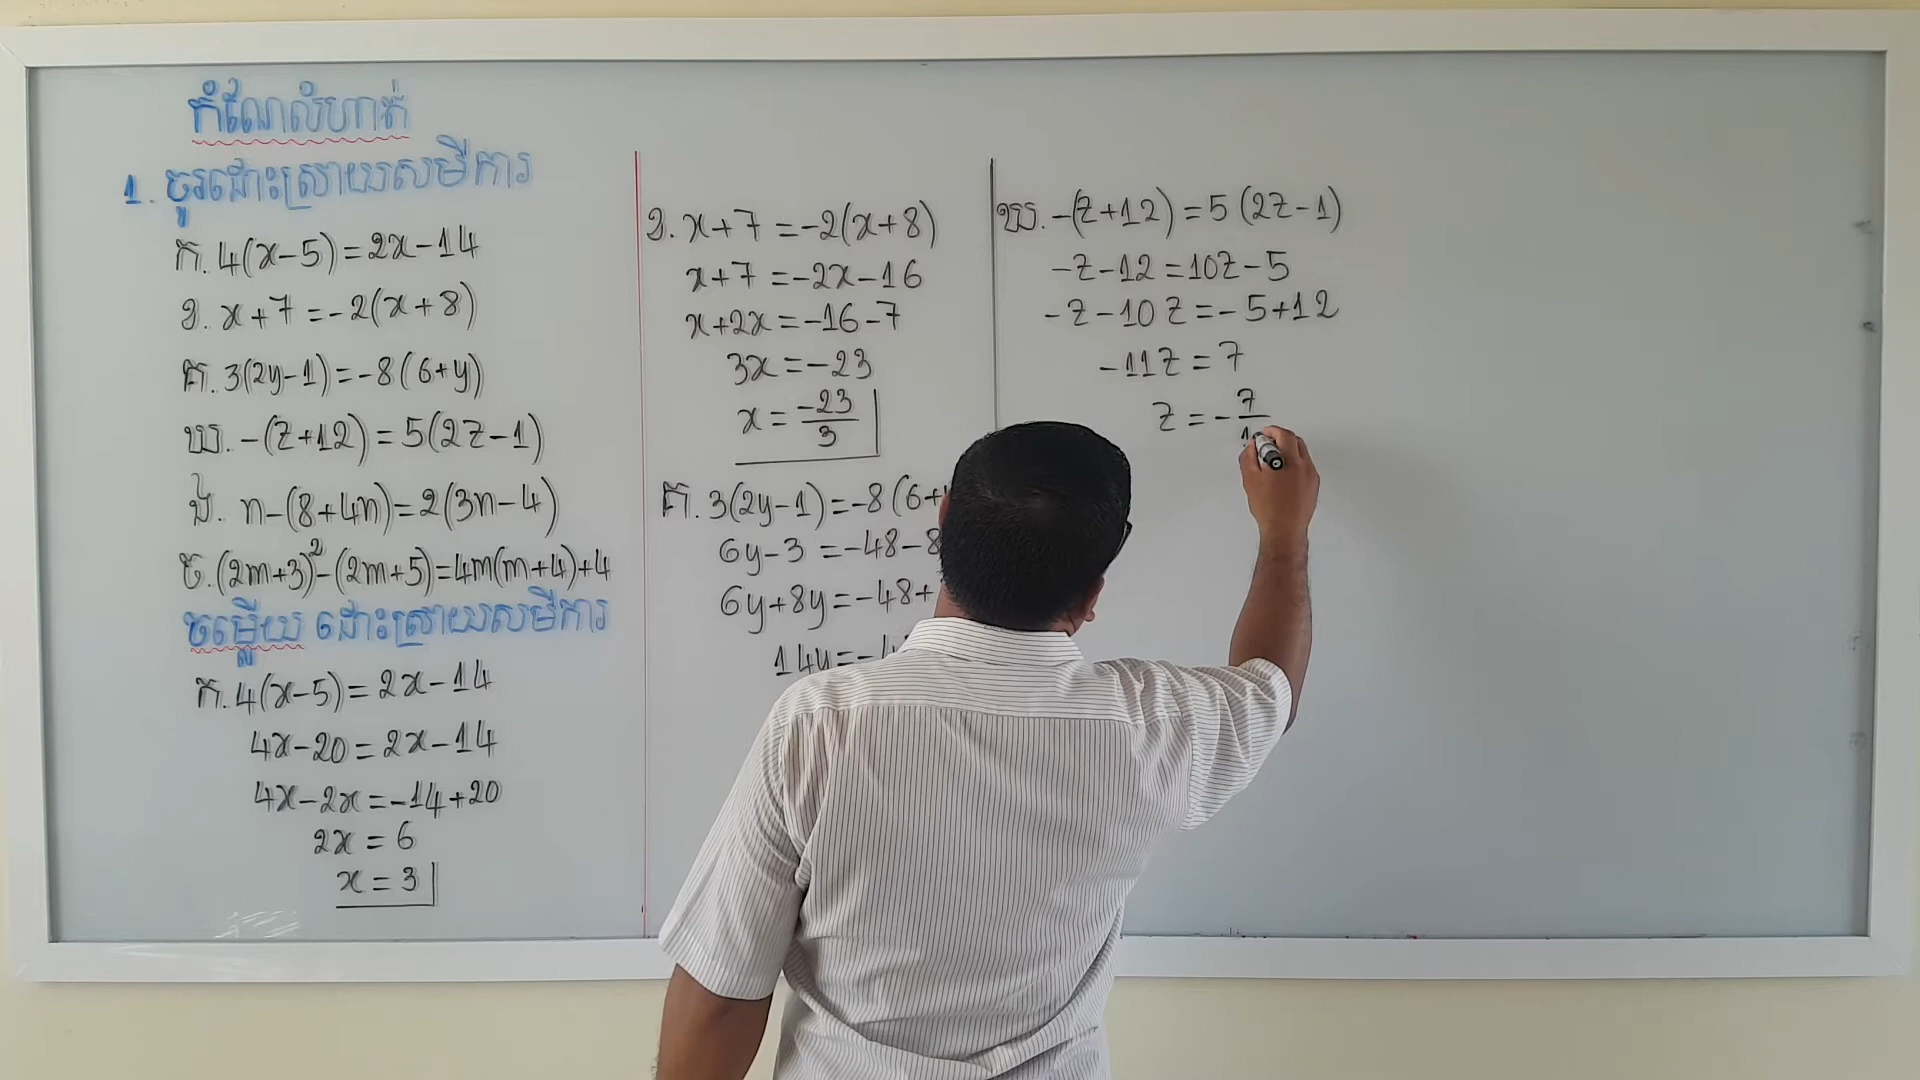 កំណែលំហាត់
1. ចូរដោះស្រាយសមីការ
ក. 4(x-5)=2x-14
ខ. x+7=-2(x+8)
គ. 3(2y-1)=-8(6+y)
ឃ. -(z+12)=5(2z-1)
ង. n-(8+4n)=2(3n-4)
ច. (2m+3)²-(2m+5)=4m(m+4)+4
ចម្លើយ ដោះស្រាយសមីការ
ក. 4(x-5)=2x-14
4x-20=2x-14
4x-2x=-14+20
2x=6
x=3
ខ. x+7=-2(x+8)
x+7=-2x-16
x+2x=-16-7
3x=-23
x=-23/3
គ. 3(2y-1)=-8(6+
6y-3=-48-8
6y+8y=-48+
14y=-4
ឃ. -(z+12)=5(2z-1)
-z-12=10z-5
-z-10z=-5+12
-11z=7
z=-7/1